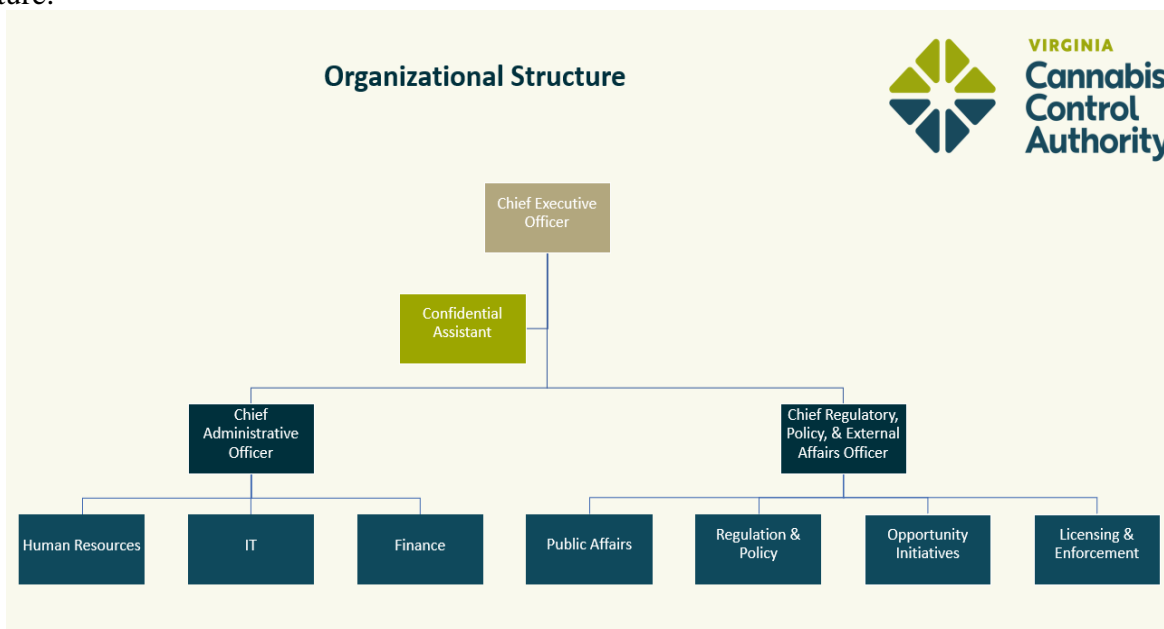 ture.
Organizational Structure
VIRGINIA
Cannabis
Control
Authority
Chief Executive
Officer
Confidential
Assistant
Chief
Administrative
Officer
Chief Regulatory,
Policy, & External
Affairs Officer
Human Resources
IT
Finance
Public Affairs
Regulation &
Policy
Opportunity
Initiatives
Licensing &
Enforcement